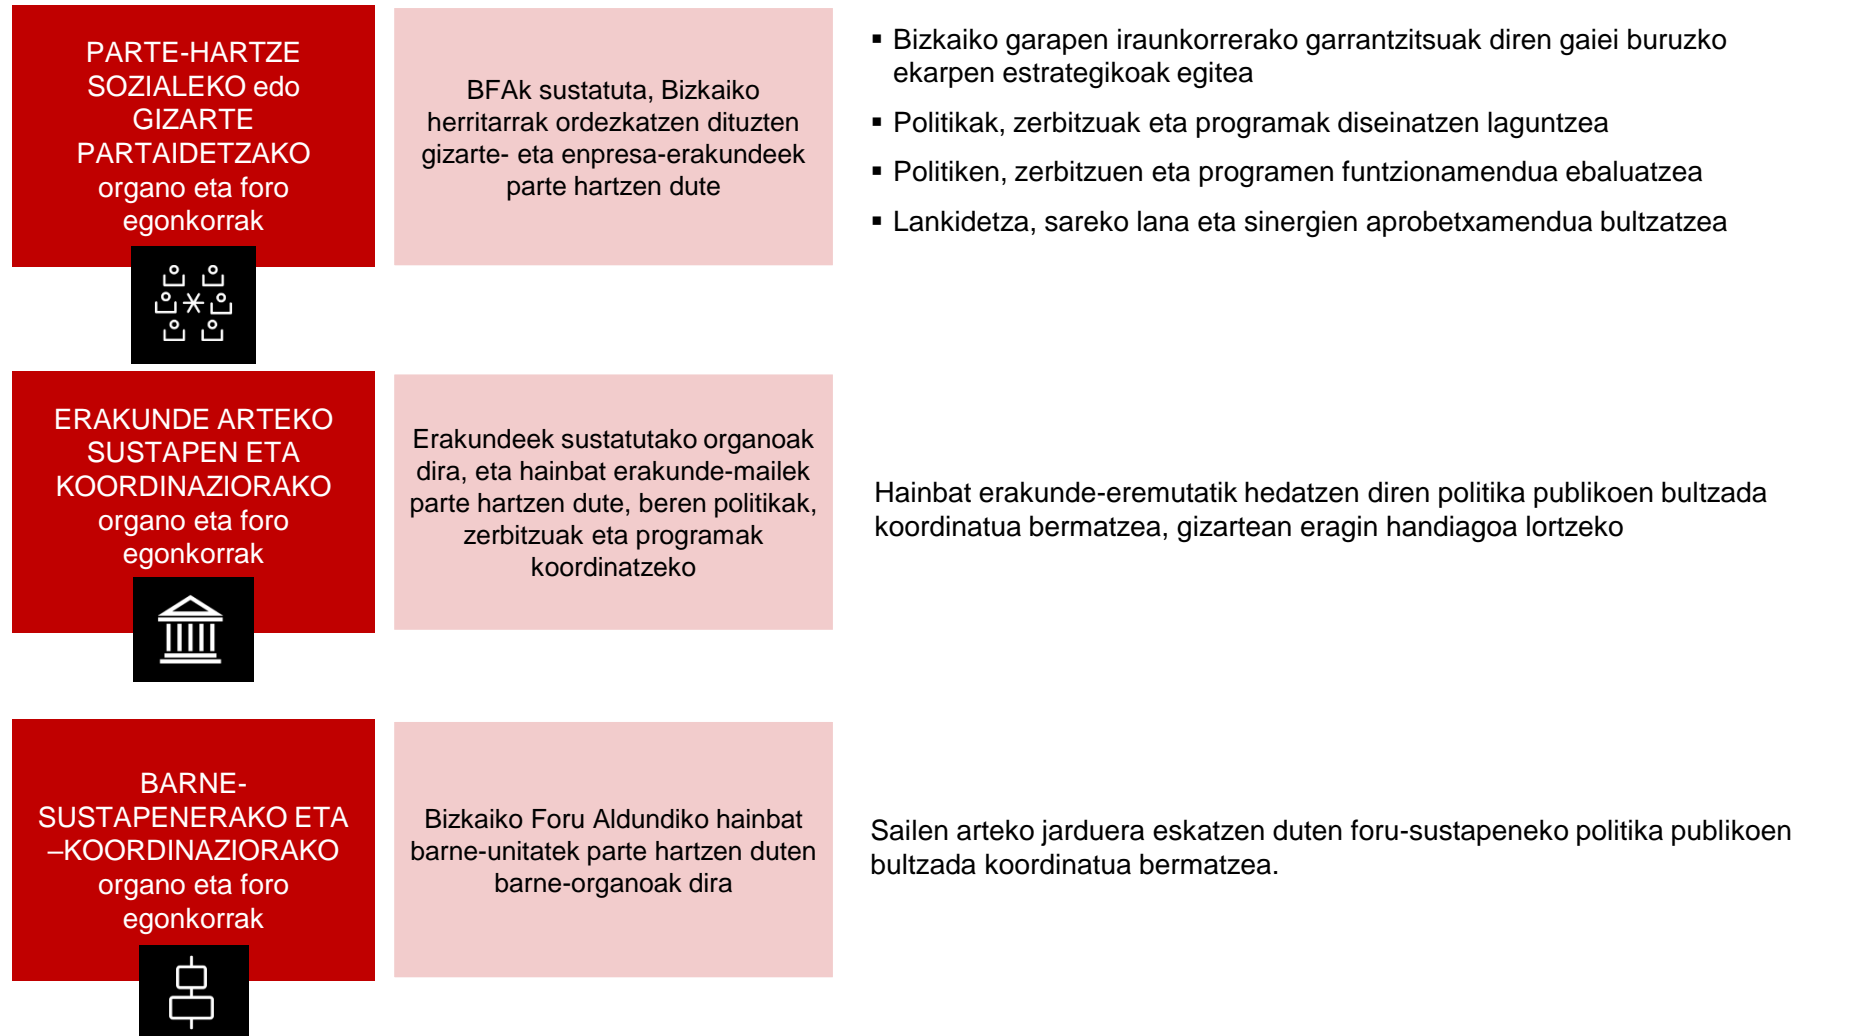 PARTE-HARTZE
SOZIALEKO edo
GIZARTE
PARTAIDETZAKO
organo eta foro
egonkorrak
BFAk sustatuta, Bizkaiko
herritarrak ordezkatzen dituzten
gizarte- eta enpresa-erakundeek
parte hartzen dute
▪ Bizkaiko garapen iraunkorrerako garrantzitsuak diren gaiei buruzko
ekarpen estrategikoak egitea
▪ Politikak, zerbitzuak eta programak diseinatzen laguntzea
▪ Politiken, zerbitzuen eta programen funtzionamendua ebaluatzea
▪ Lankidetza, sareko lana eta sinergien aprobetxamendua bultzatzea
ERAKUNDE ARTEKO
SUSTAPEN ETA
KOORDINAZIORAKO
organo eta foro
egonkorrak
Erakundeek sustatutako organoak
dira, eta hainbat erakunde-mailek
parte hartzen dute, beren politikak,
zerbitzuak eta programak
koordinatzeko
Hainbat erakunde-eremutatik hedatzen diren politika publikoen bultzada
koordinatua bermatzea, gizartean eragin handiagoa lortzeko
BARNE-
SUSTAPENERAKO ETA
–KOORDINAZIORAKO
organo eta foro
egonkorrak
Bizkaiko Foru Aldundiko hainbat
barne-unitatek parte hartzen duten
barne-organoak dira
Sailen arteko jarduera eskatzen duten foru-sustapeneko politika publikoen
bultzada koordinatua bermatzea.